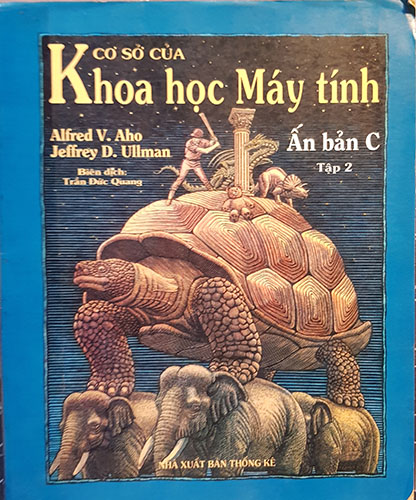 CƠ SỞ CỦA
Khoa học Máy tính
Alfred V. Aho
Jeffrey D. Ullman
Ấn bản C
Biên dịch:
Trần Đức Quang
Tập 2
NHÀ XUẤT BẢN THỐNG KÊ